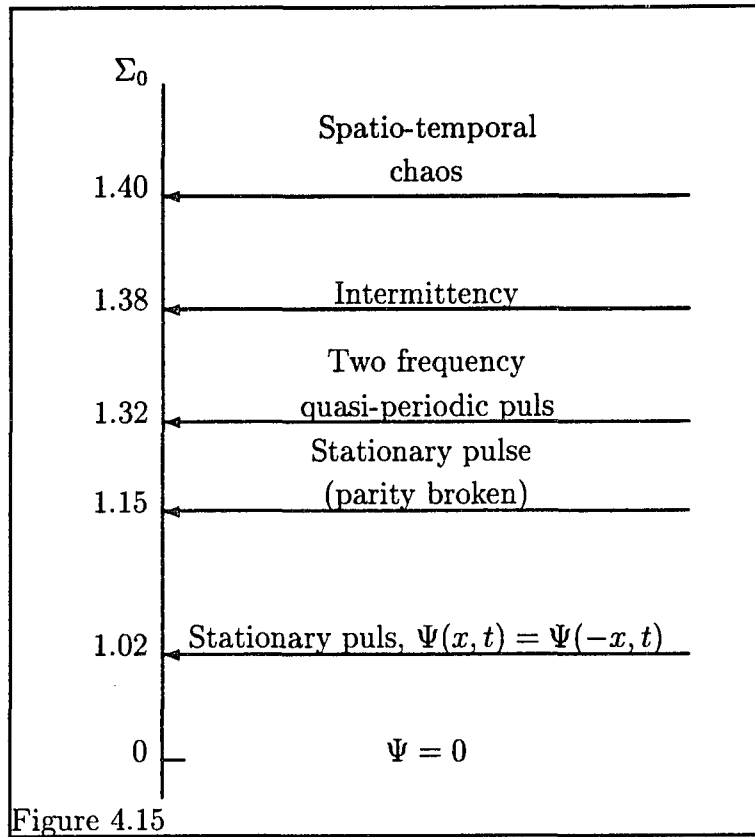 Σ₀
Spatio-temporal
chaos
1.40
Intermittency
1.38
Two frequency
quasi-periodic puls
1.32
Stationary pulse
(parity broken)
1.15
Stationary puls, Ψ(x, t) = Ψ(−x, t)
1.02
0 Ψ = 0
Figure 4.15